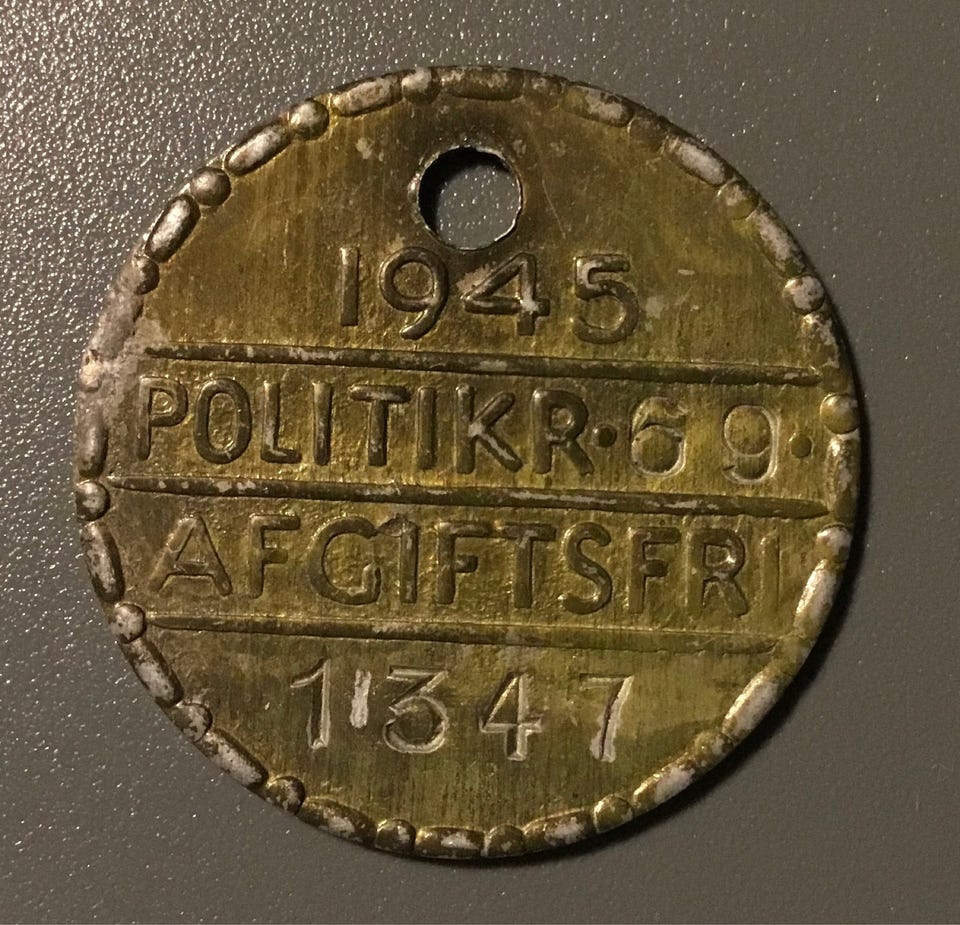 1945
POLITIKR·69·
AFGIFTSFRI
1347